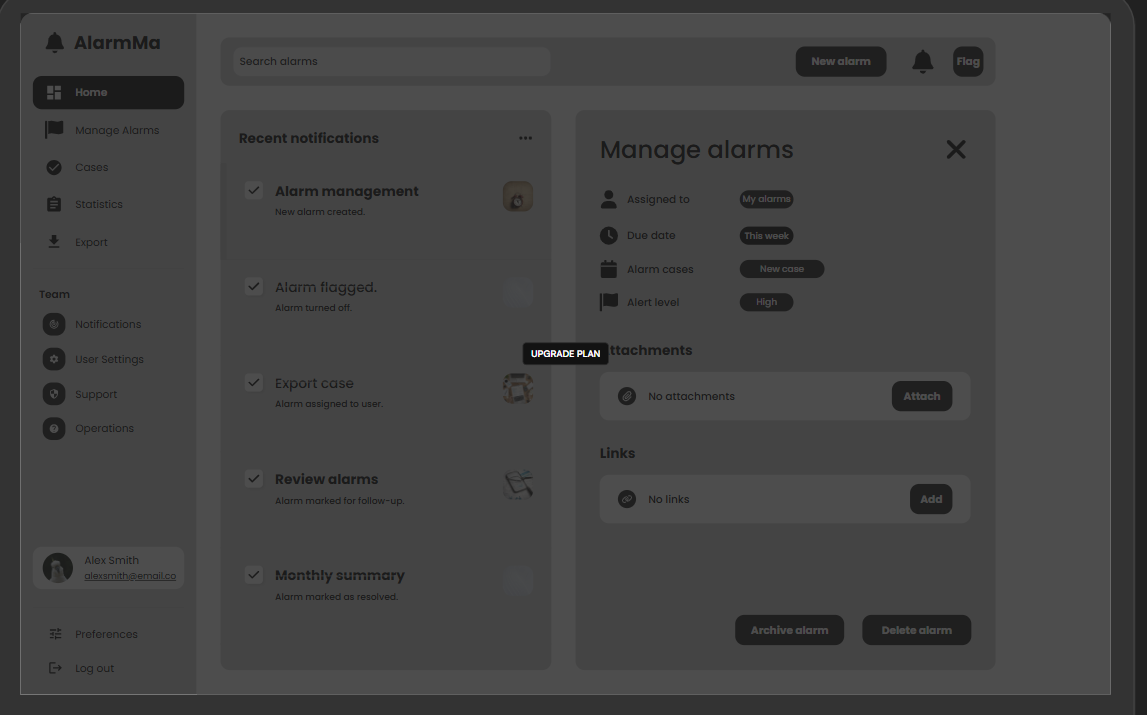 AlarmMa
Home
Manage Alarms
Cases
Statistics
Export
Team
Notifications
User Settings
Support
Operations
Alex Smith
alexsmith@email.co
Preferences
Log out
Search alarms
New alarm
Flag
Recent notifications
Alarm management
New alarm created.
Alarm flagged.
Alarm turned off.
Export case
Alarm assigned to user.
Review alarms
Alarm marked for follow-up.
Monthly summary
Alarm marked as resolved.
Manage alarms
Assigned to My alarms
Due date This week
Alarm cases New case
Alert level High
UPGRADE PLAN
ttachments
No attachments Attach
Links
No links Add
Archive alarm Delete alarm